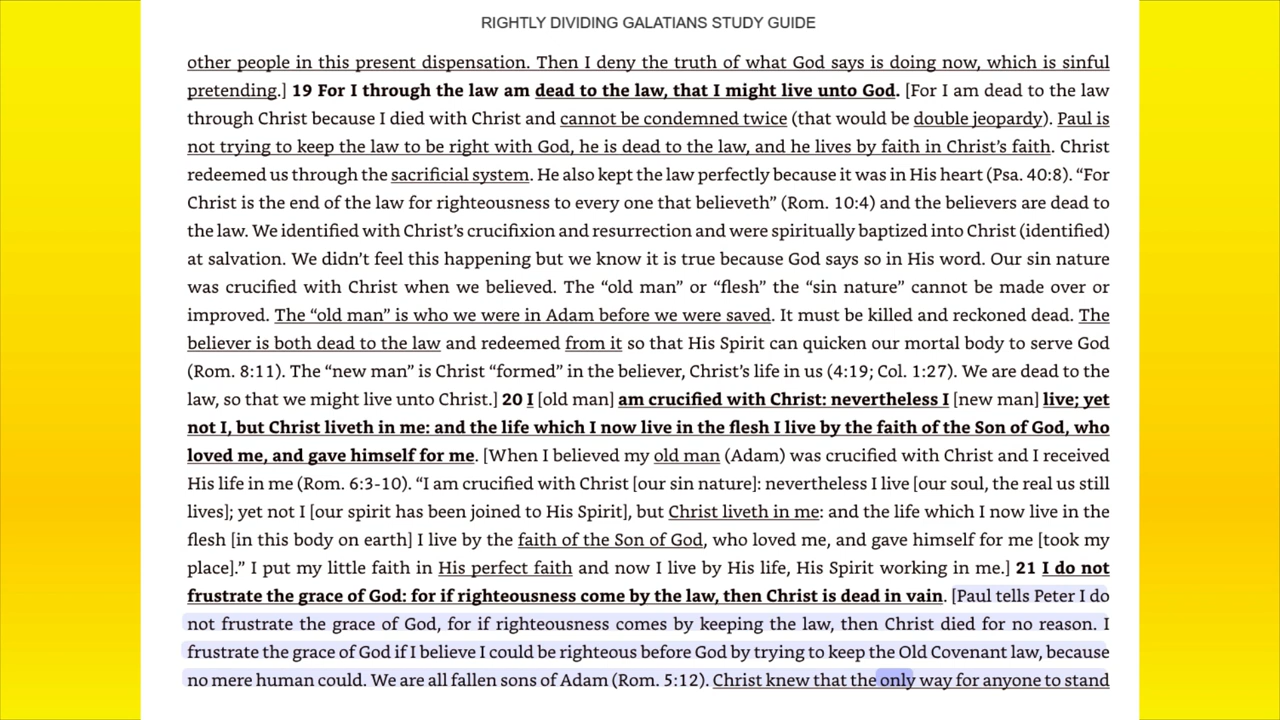 RIGHTLY DIVIDING GALATIANS STUDY GUIDE
other people in this present dispensation. Then I deny the truth of what God says is doing now, which is sinful
pretending.] 19 For I through the law am dead to the law, that I might live unto God. [For I am dead to the law
through Christ because I died with Christ and cannot be condemned twice (that would be double jeopardy). Paul is
not trying to keep the law to be right with God, he is dead to the law, and he lives by faith in Christ’s faith. Christ
redeemed us through the sacrificial system. He also kept the law perfectly because it was in His heart (Psa. 40:8). “For
Christ is the end of the law for righteousness to every one that believeth” (Rom. 10:4) and the believers are dead to
the law. We identified with Christ’s crucifixion and resurrection and were spiritually baptized into Christ (identified)
at salvation. We didn’t feel this happening but we know it is true because God says so in His word. Our sin nature
was crucified with Christ when we believed. The “old man” or “flesh” the “sin nature” cannot be made over or
improved. The “old man” is who we were in Adam before we were saved. It must be killed and reckoned dead. The
believer is both dead to the law and redeemed from it so that His Spirit can quicken our mortal body to serve God
(Rom. 8:11). The “new man” is Christ “formed” in the believer, Christ’s life in us (4:19; Col. 1:27). We are dead to the
law, so that we might live unto Christ.] 20 I [old man] am crucified with Christ: nevertheless I [new man] live; yet
not I, but Christ liveth in me: and the life which I now live in the flesh I live by the faith of the Son of God, who
loved me, and gave himself for me. [When I believed my old man (Adam) was crucified with Christ and I received
His life in me (Rom. 6:3-10). “I am crucified with Christ [our sin nature]: nevertheless I live [our soul, the real us still
lives]; yet not I [our spirit has been joined to His Spirit], but Christ liveth in me: and the life which I now live in the
flesh [in this body on earth] I live by the faith of the Son of God, who loved me, and gave himself for me [took my
place].” I put my little faith in His perfect faith and now I live by His life, His Spirit working in me.] 21 I do not
frustrate the grace of God: for if righteousness come by the law, then Christ is dead in vain. [Paul tells Peter I do
not frustrate the grace of God, for if righteousness comes by keeping the law, then Christ died for no reason. I
frustrate the grace of God if I believe I could be righteous before God by trying to keep the Old Covenant law, because
no mere human could. We are all fallen sons of Adam (Rom. 5:12). Christ knew that the only way for anyone to stand